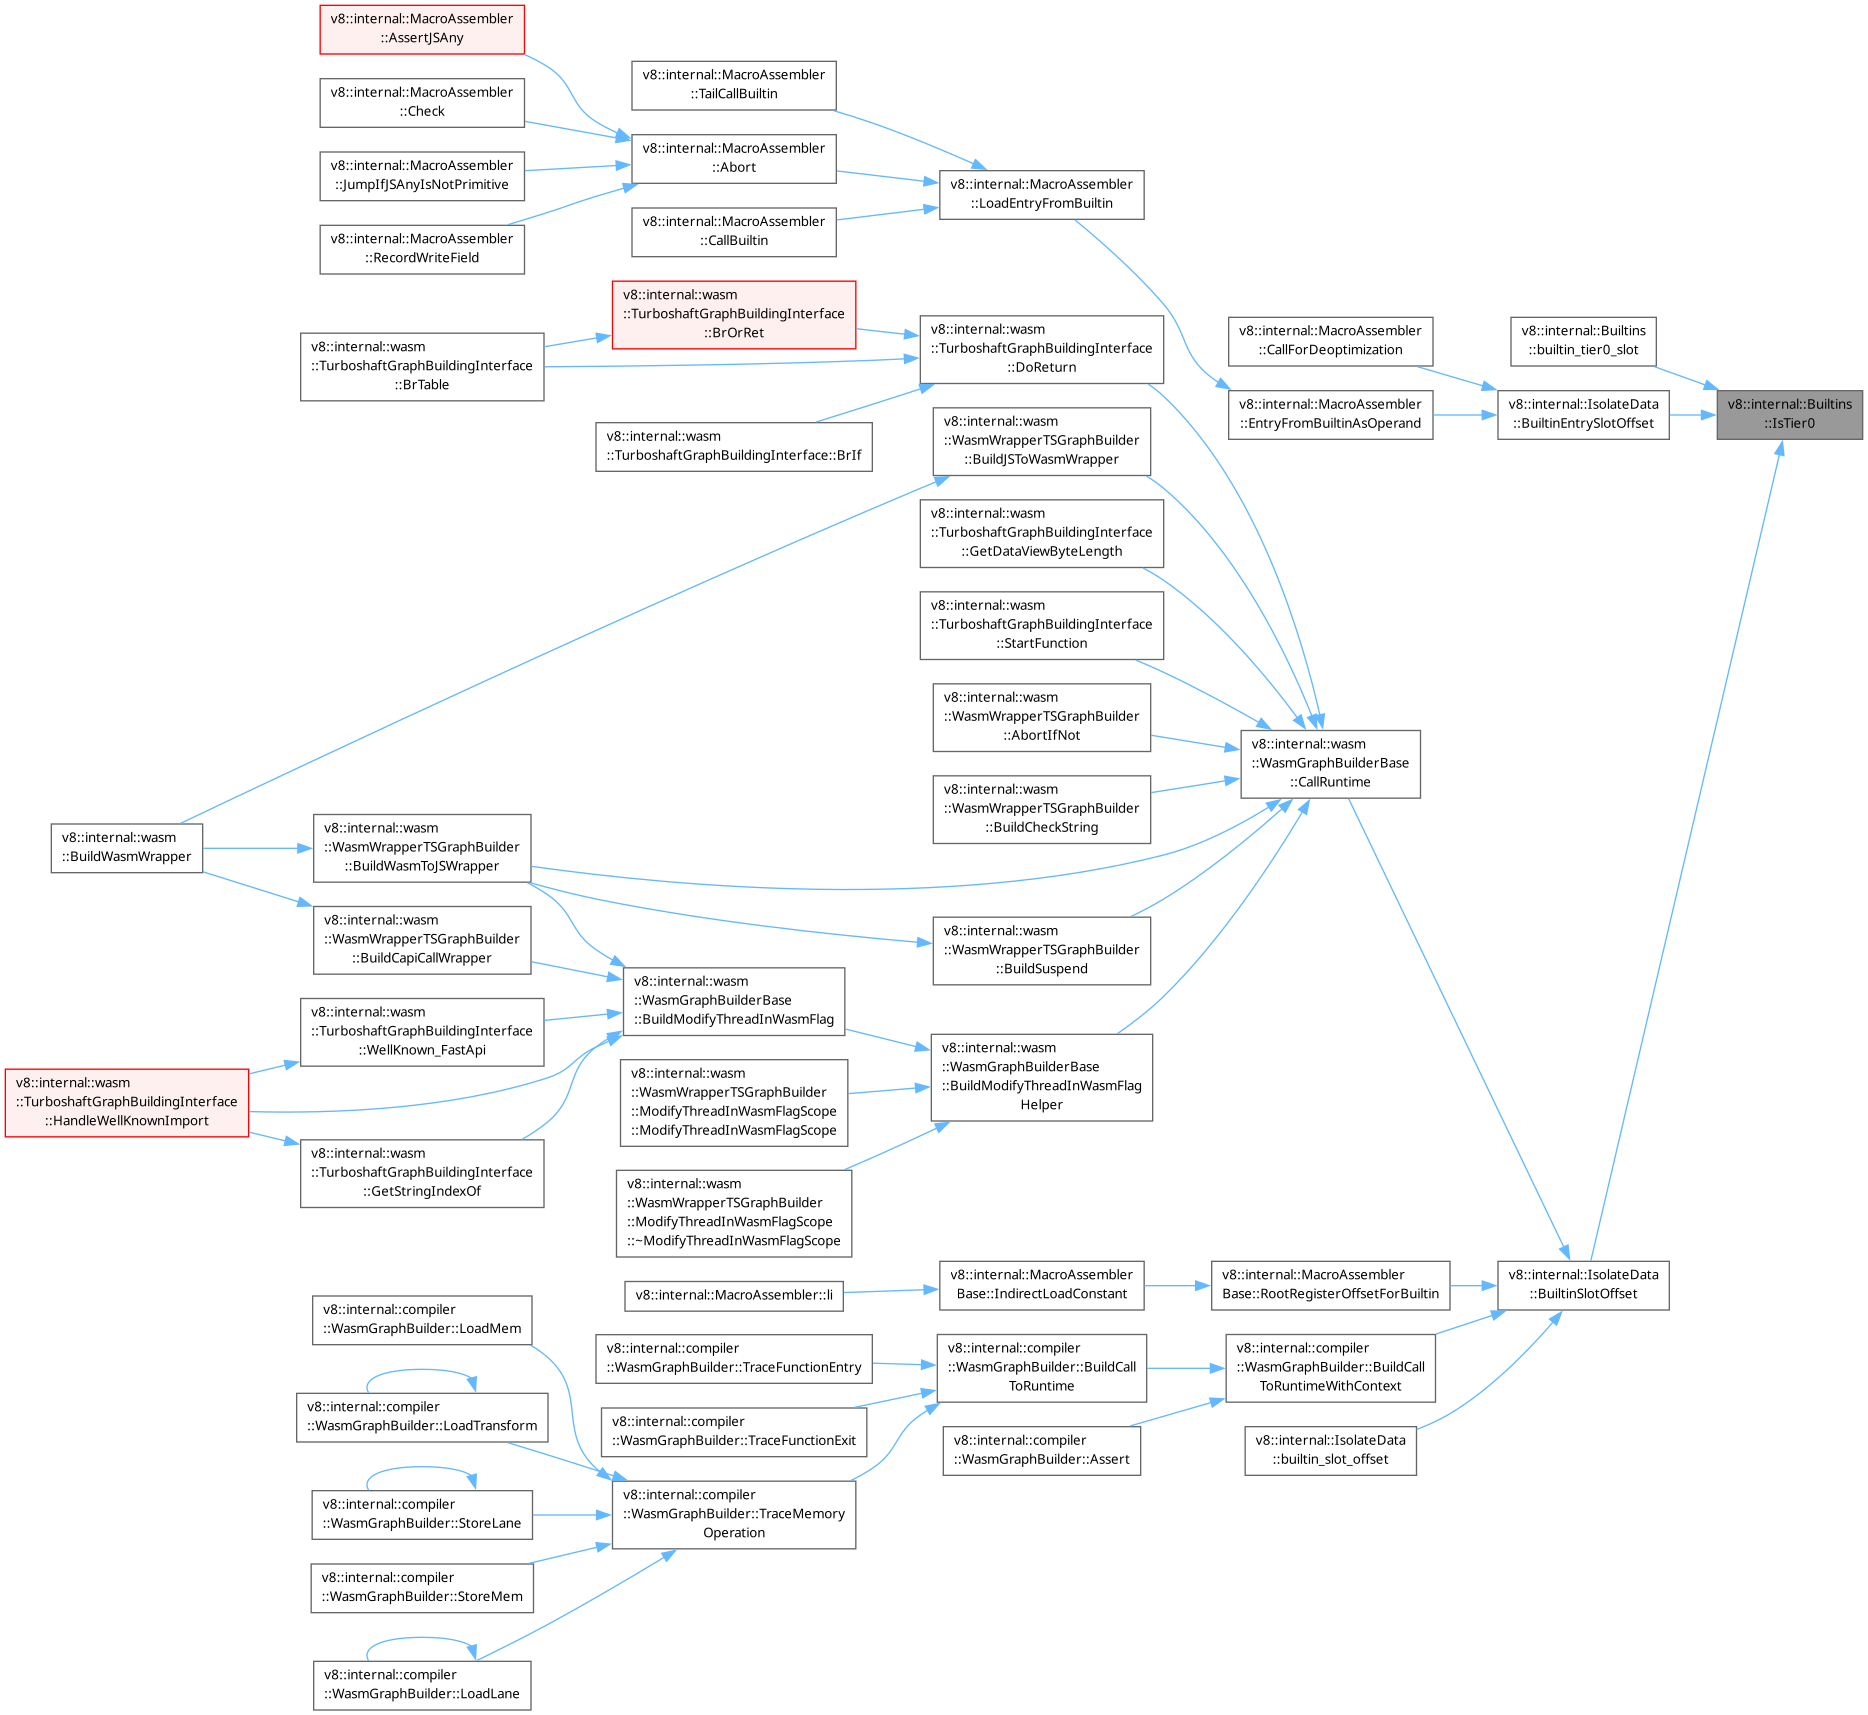 v8::internal::MacroAssembler
::AssertJSAny
v8::internal::MacroAssembler
::Check
v8::internal::MacroAssembler
::JumpIfJSAnyIsNotPrimitive
v8::internal::MacroAssembler
::RecordWriteField
v8::internal::MacroAssembler
::TailCallBuiltin
v8::internal::MacroAssembler
::Abort
v8::internal::MacroAssembler
::CallBuiltin
v8::internal::MacroAssembler
::LoadEntryFromBuiltin
v8::internal::wasm
::TurboshaftGraphBuildingInterface
::BrOrRet
v8::internal::wasm
::TurboshaftGraphBuildingInterface
::BrTable
v8::internal::wasm
::TurboshaftGraphBuildingInterface::BrIf
v8::internal::wasm
::TurboshaftGraphBuildingInterface
::DoReturn
v8::internal::MacroAssembler
::CallForDeoptimization
v8::internal::MacroAssembler
::EntryFromBuiltinAsOperand
v8::internal::Builtins
::builtin_tier0_slot
v8::internal::IsolateData
::BuiltinEntrySlotOffset
v8::internal::Builtins
::IsTier0
v8::internal::wasm
::WasmWrapperTSGraphBuilder
::BuildJSToWasmWrapper
v8::internal::wasm
::TurboshaftGraphBuildingInterface
::GetDataViewByteLength
v8::internal::wasm
::TurboshaftGraphBuildingInterface
::StartFunction
v8::internal::wasm
::WasmWrapperTSGraphBuilder
::AbortIfNot
v8::internal::wasm
::WasmWrapperTSGraphBuilder
::BuildCheckString
v8::internal::wasm
::WasmGraphBuilderBase
::CallRuntime
v8::internal::wasm
::BuildWasmWrapper
v8::internal::wasm
::WasmWrapperTSGraphBuilder
::BuildWasmToJSWrapper
v8::internal::wasm
::WasmWrapperTSGraphBuilder
::BuildCapiCallWrapper
v8::internal::wasm
::WasmWrapperTSGraphBuilder
::BuildSuspend
v8::internal::wasm
::WasmGraphBuilderBase
::BuildModifyThreadInWasmFlag
v8::internal::wasm
::TurboshaftGraphBuildingInterface
::WellKnown_FastApi
v8::internal::wasm
::TurboshaftGraphBuildingInterface
::HandleWellKnownImport
v8::internal::wasm
::TurboshaftGraphBuildingInterface
::GetStringIndexOf
v8::internal::wasm
::WasmGraphBuilderBase
::BuildModifyThreadInWasmFlag
Helper
v8::internal::wasm
::WasmWrapperTSGraphBuilder
::ModifyThreadInWasmFlagScope
::ModifyThreadInWasmFlagScope
v8::internal::wasm
::WasmWrapperTSGraphBuilder
::ModifyThreadInWasmFlagScope
::~ModifyThreadInWasmFlagScope
v8::internal::MacroAssembler::li
v8::internal::MacroAssembler
Base::IndirectLoadConstant
v8::internal::MacroAssembler
Base::RootRegisterOffsetForBuiltin
v8::internal::IsolateData
::BuiltinSlotOffset
v8::internal::compiler
::WasmGraphBuilder::LoadMem
v8::internal::compiler
::WasmGraphBuilder::TraceFunctionEntry
v8::internal::compiler
::WasmGraphBuilder::BuildCall
ToRuntime
v8::internal::compiler
::WasmGraphBuilder::BuildCall
ToRuntimeWithContext
v8::internal::compiler
::WasmGraphBuilder::LoadTransform
v8::internal::compiler
::WasmGraphBuilder::TraceFunctionExit
v8::internal::compiler
::WasmGraphBuilder::Assert
v8::internal::IsolateData
::builtin_slot_offset
v8::internal::compiler
::WasmGraphBuilder::StoreLane
v8::internal::compiler
::WasmGraphBuilder::TraceMemory
Operation
v8::internal::compiler
::WasmGraphBuilder::StoreMem
v8::internal::compiler
::WasmGraphBuilder::LoadLane